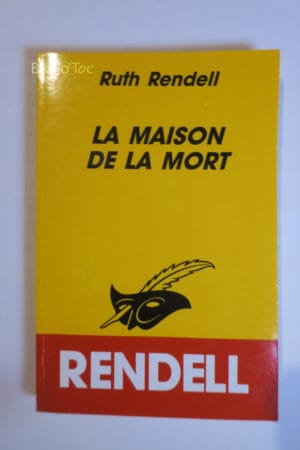 Ruth Rendell
LA MAISON
DE LA MORT
RENDELL